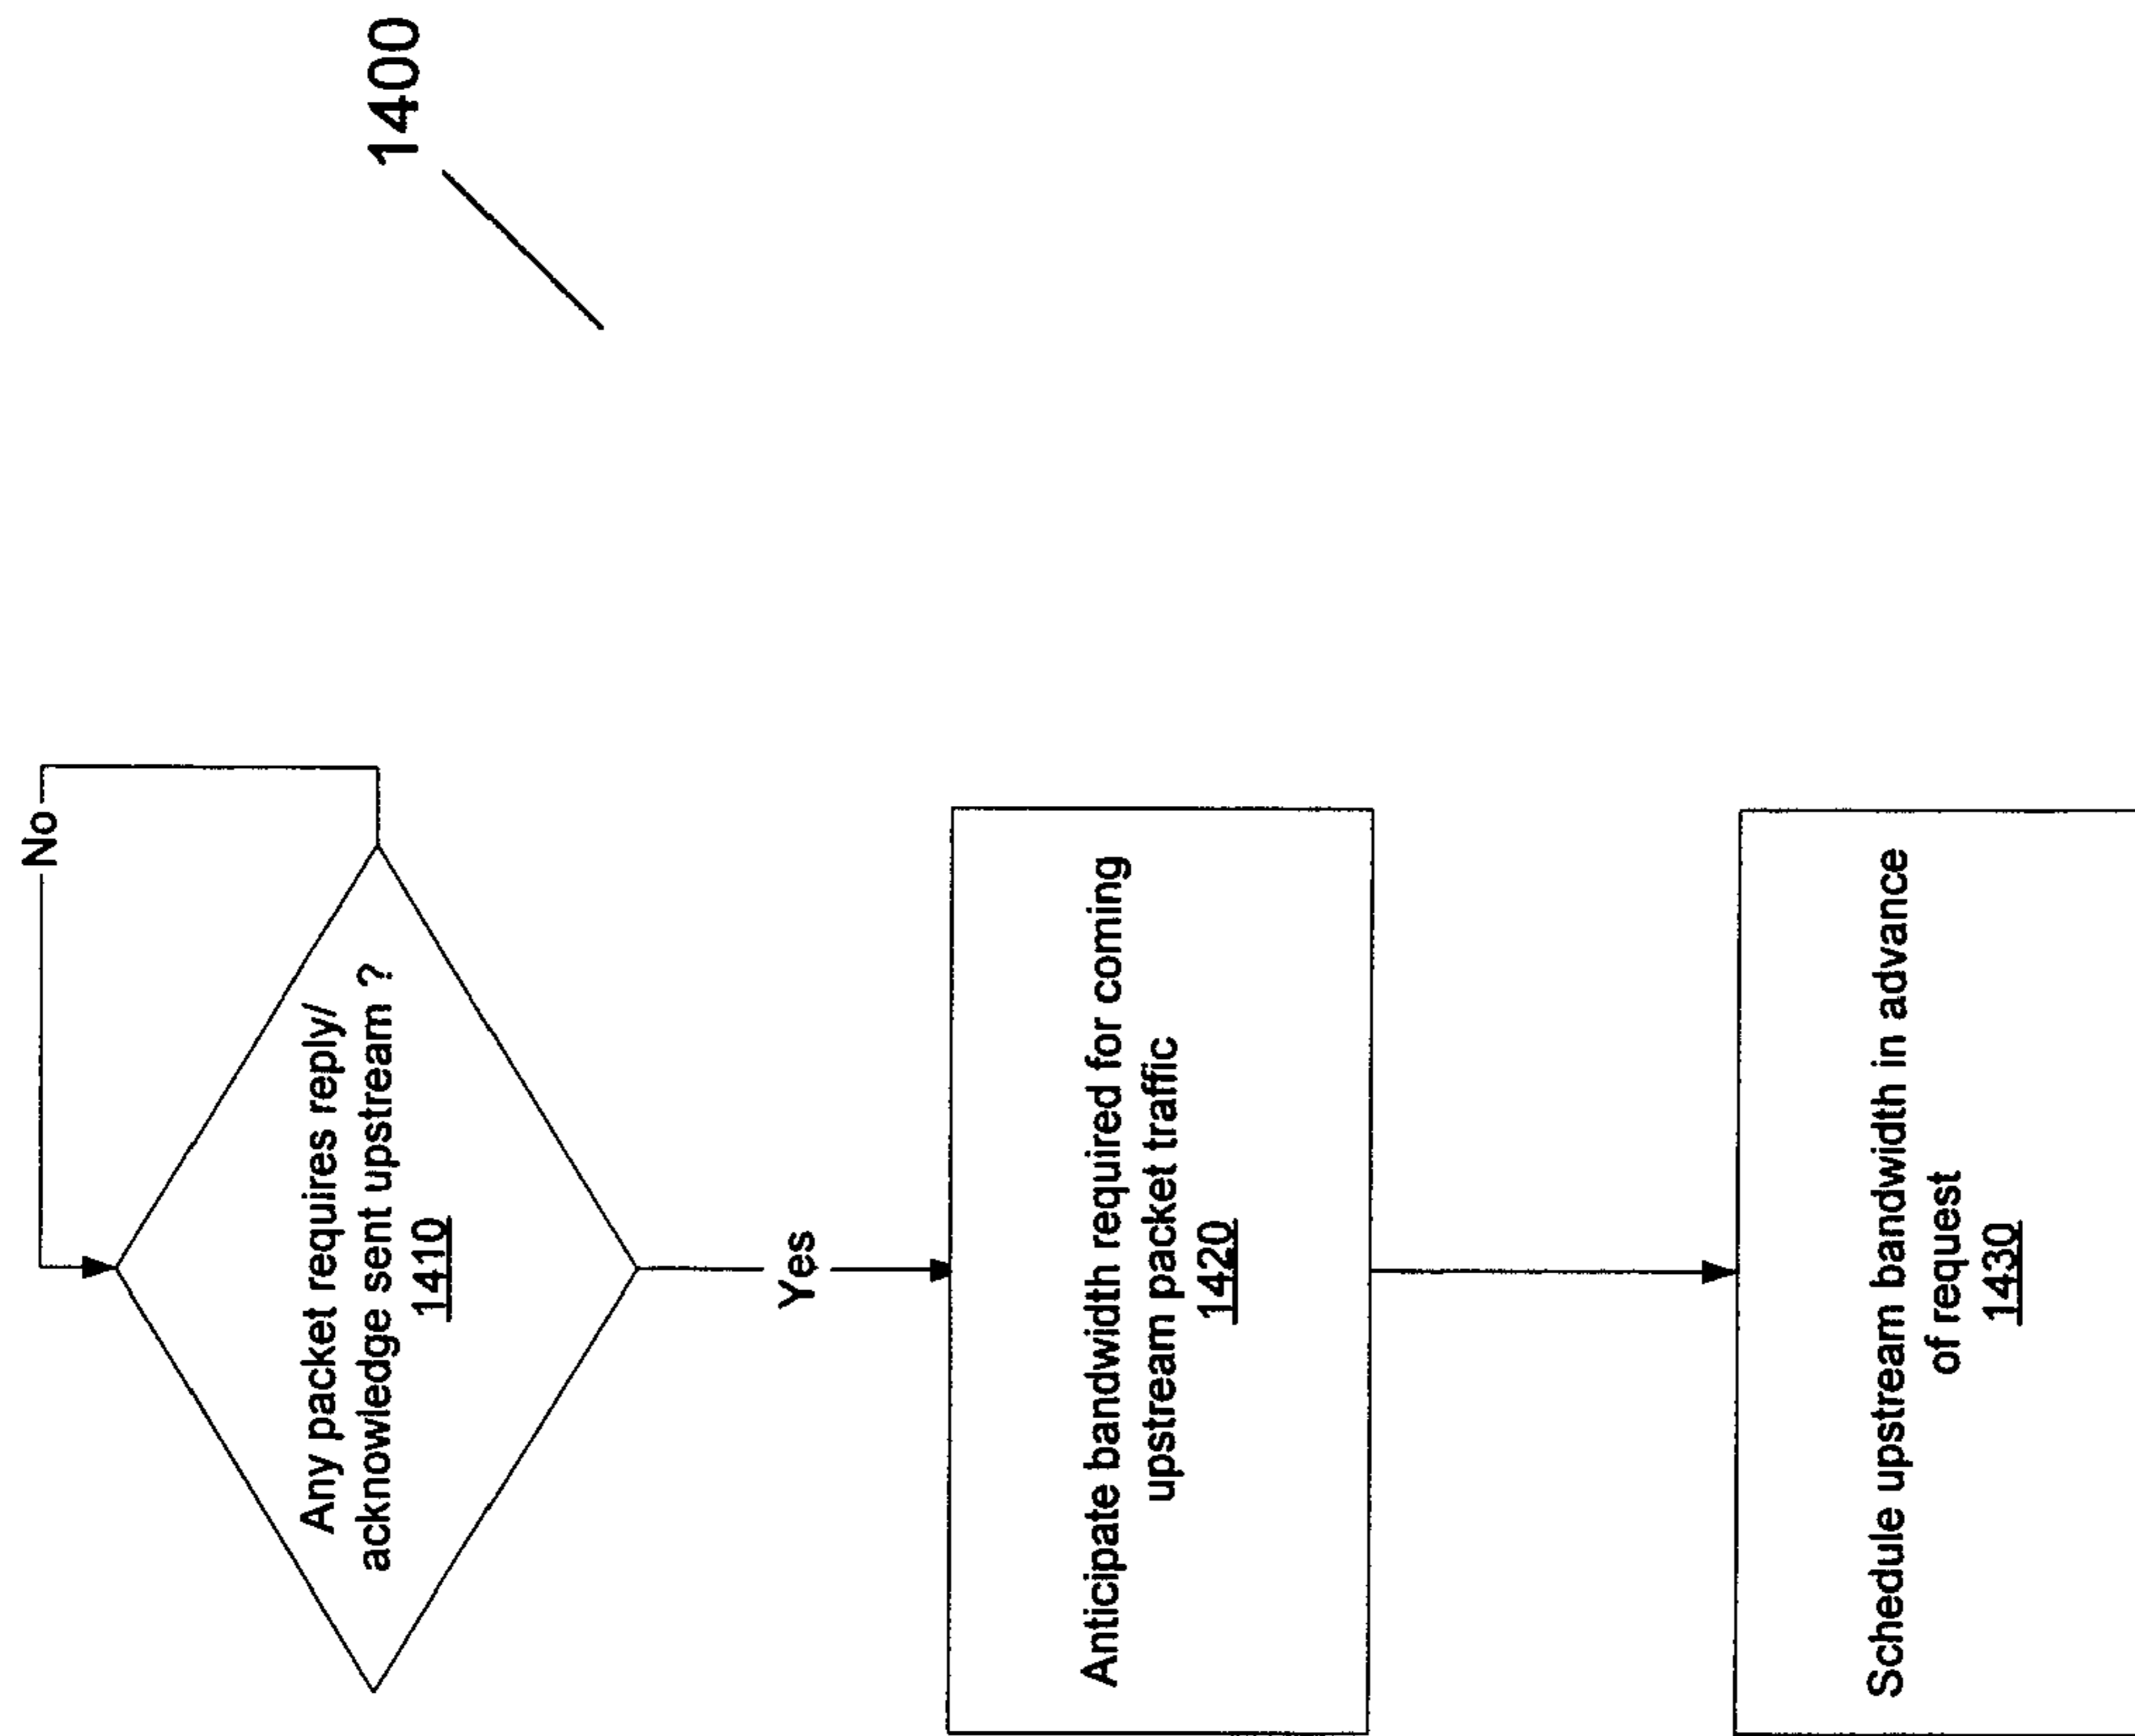 1400
No
Any packet requires reply/
acknowledge sent upstream ?
1410
Yes
Anticipate bandwidth required for coming
upstream packet traffic
1420
Schedule upstream bandwidth in advance
of request
1430